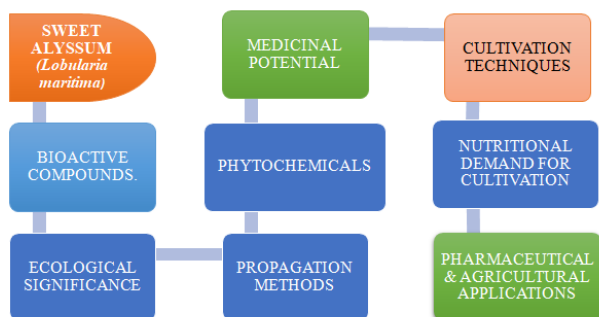 SWEET
ALYSSUM
(Lobularia
maritima)
BIOACTIVE
COMPOUNDS.
ECOLOGICAL
SIGNIFICANCE
PROPAGATION
METHODS
PHYTOCHEMICALS
MEDICINAL
POTENTIAL
CULTIVATION
TECHNIQUES
NUTRITIONAL
DEMAND FOR
CULTIVATION
PHARMACEUTICAL
& AGRICULTURAL
APPLICATIONS